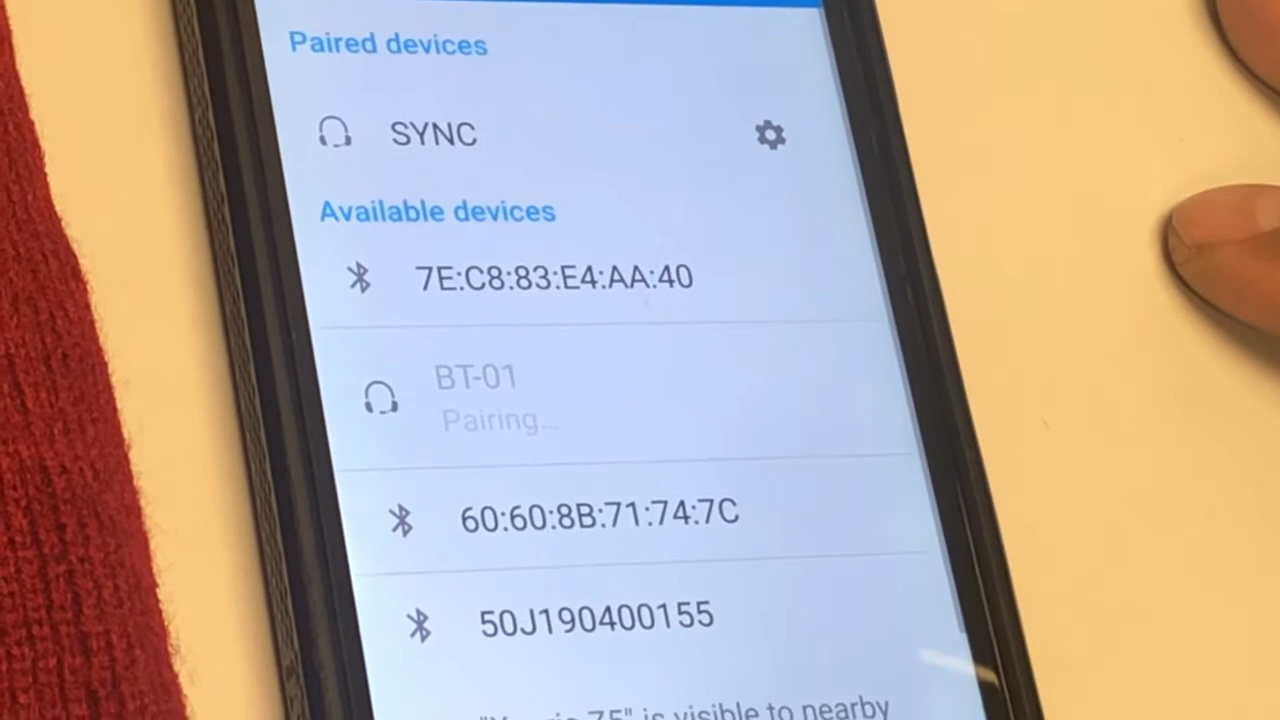 Paired devices
SYNC
Available devices
7E:C8:83:E4:AA:40
BT-01
Pairing...
60:60:8B:71:74:7C
50J190400155
is visible to nearby